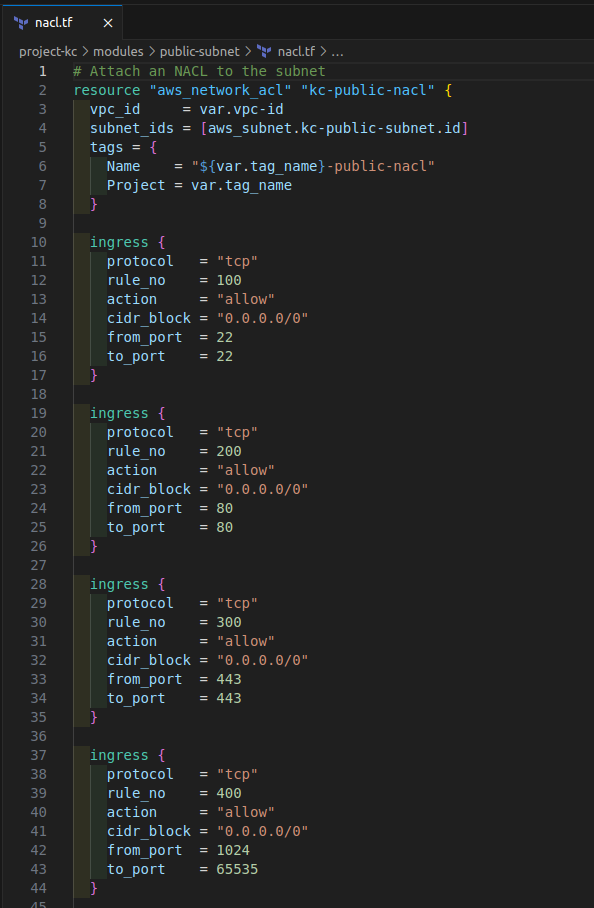 nacl.tf ×
project-kc > modules > public-subnet > nacl.tf > ...
1 # Attach an NACL to the subnet
2 resource "aws_network_acl" "kc-public-nacl" {
3   vpc_id     = var.vpc-id
4   subnet_ids = [aws_subnet.kc-public-subnet.id]
5   tags = {
6     Name    = "${var.tag_name}-public-nacl"
7     Project = var.tag_name
8   }
9
10   ingress {
11     protocol   = "tcp"
12     rule_no    = 100
13     action     = "allow"
14     cidr_block = "0.0.0.0/0"
15     from_port  = 22
16     to_port    = 22
17   }
18
19   ingress {
20     protocol   = "tcp"
21     rule_no    = 200
22     action     = "allow"
23     cidr_block = "0.0.0.0/0"
24     from_port  = 80
25     to_port    = 80
26   }
27
28   ingress {
29     protocol   = "tcp"
30     rule_no    = 300
31     action     = "allow"
32     cidr_block = "0.0.0.0/0"
33     from_port  = 443
34     to_port    = 443
35   }
36
37   ingress {
38     protocol   = "tcp"
39     rule_no    = 400
40     action     = "allow"
41     cidr_block = "0.0.0.0/0"
42     from_port  = 1024
43     to_port    = 65535
44   }
45